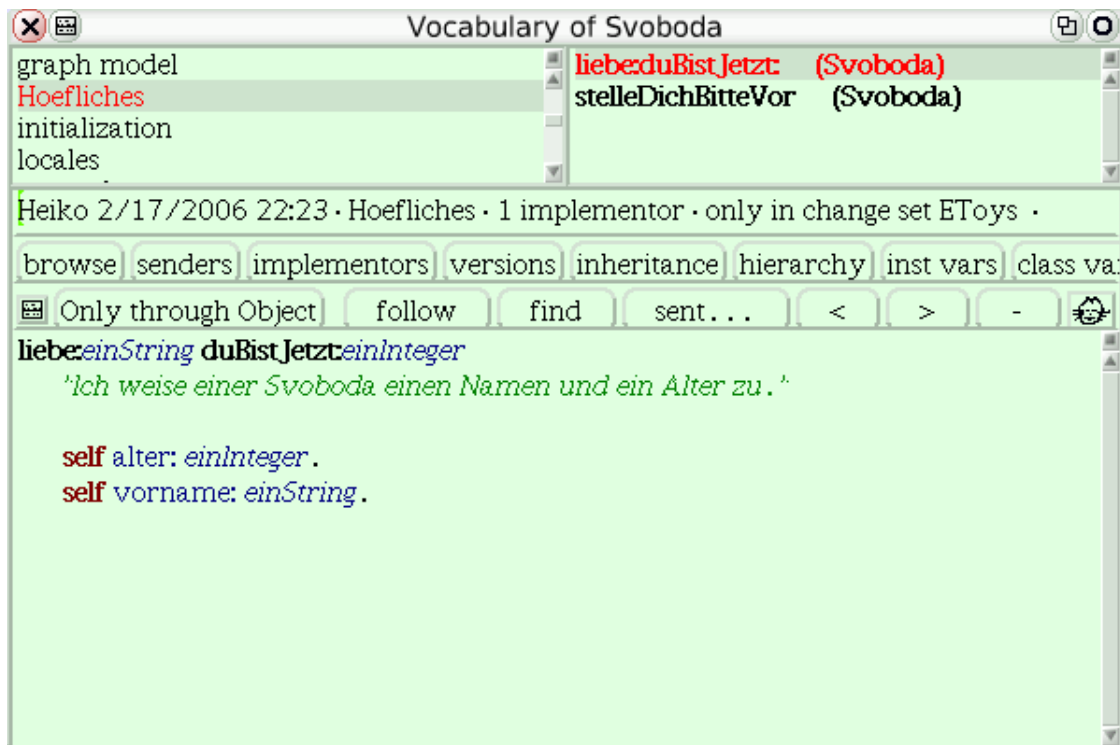 Vocabulary of Svoboda
graph model
Hoefliches
initialization
locales
liebe:duBistJetzt: (Svoboda)
stelleDichBitteVor (Svoboda)
Heiko 2/17/2006 22:23 · Hoefliches · 1 implementor · only in change set EToys ·
browse senders implementors versions inheritance hierarchy inst vars class va
Only through Object follow find sent... < > -
liebe:einString duBistJetzt:einInteger
"Ich weise einer Svoboda einen Namen und ein Alter zu."
self alter: einInteger.
self vorname: einString.